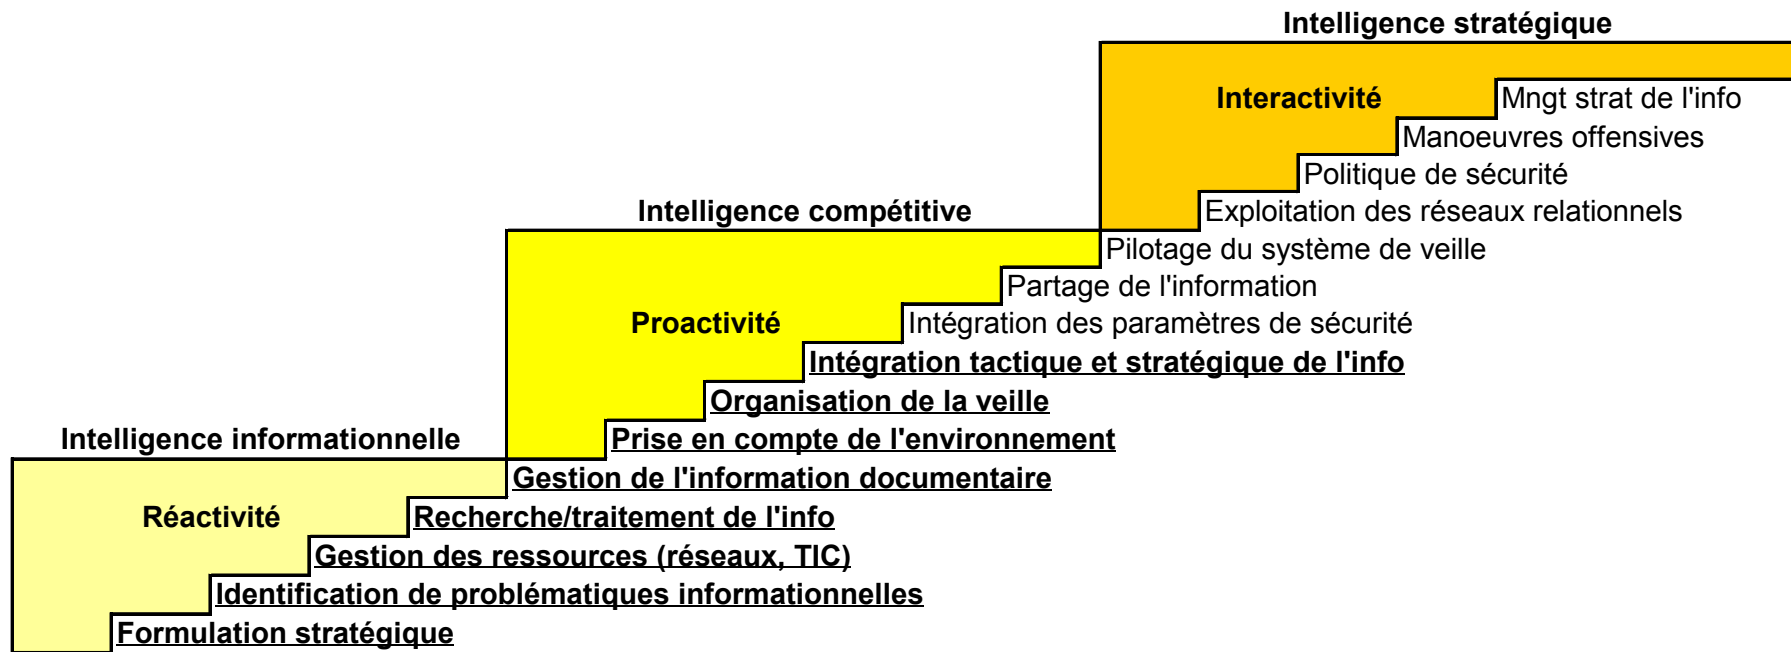 Intelligence stratégique
Interactivité
Mngt strat de l'info
Manoeuvres offensives
Politique de sécurité
Intelligence compétitive
Exploitation des réseaux relationnels
Pilotage du système de veille
Partage de l'information
Proactivité
Intégration des paramètres de sécurité
Intégration tactique et stratégique de l'info
Organisation de la veille
Intelligence informationnelle
Prise en compte de l'environnement
Gestion de l'information documentaire
Réactivité
Recherche/traitement de l'info
Gestion des ressources (réseaux, TIC)
Identification de problématiques informationnelles
Formulation stratégique